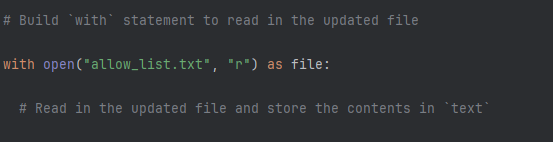 # Build `with` statement to read in the updated file
with open("allow_list.txt", "r") as file:
# Read in the updated file and store the contents in `text`